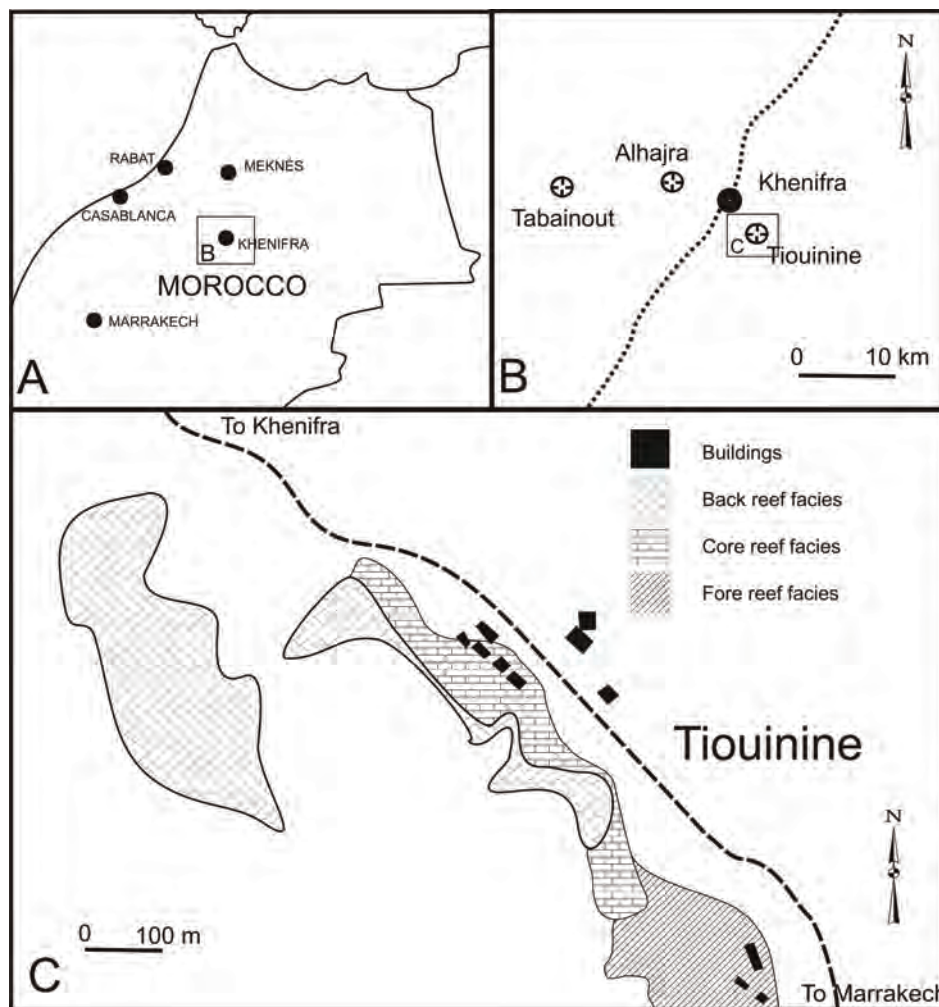 RABAT
MEKNÈS
CASABLANCA
KHENIFRA
B
MOROCCO
MARRAKECH
A
N
Alhajra
Khenifra
Tabainout
C
Tiouinine
0 10 km
B
To Khenifra
Buildings
Back reef facies
Core reef facies
Fore reef facies
Tiouinine
N
0 100 m
C
To Marrakech